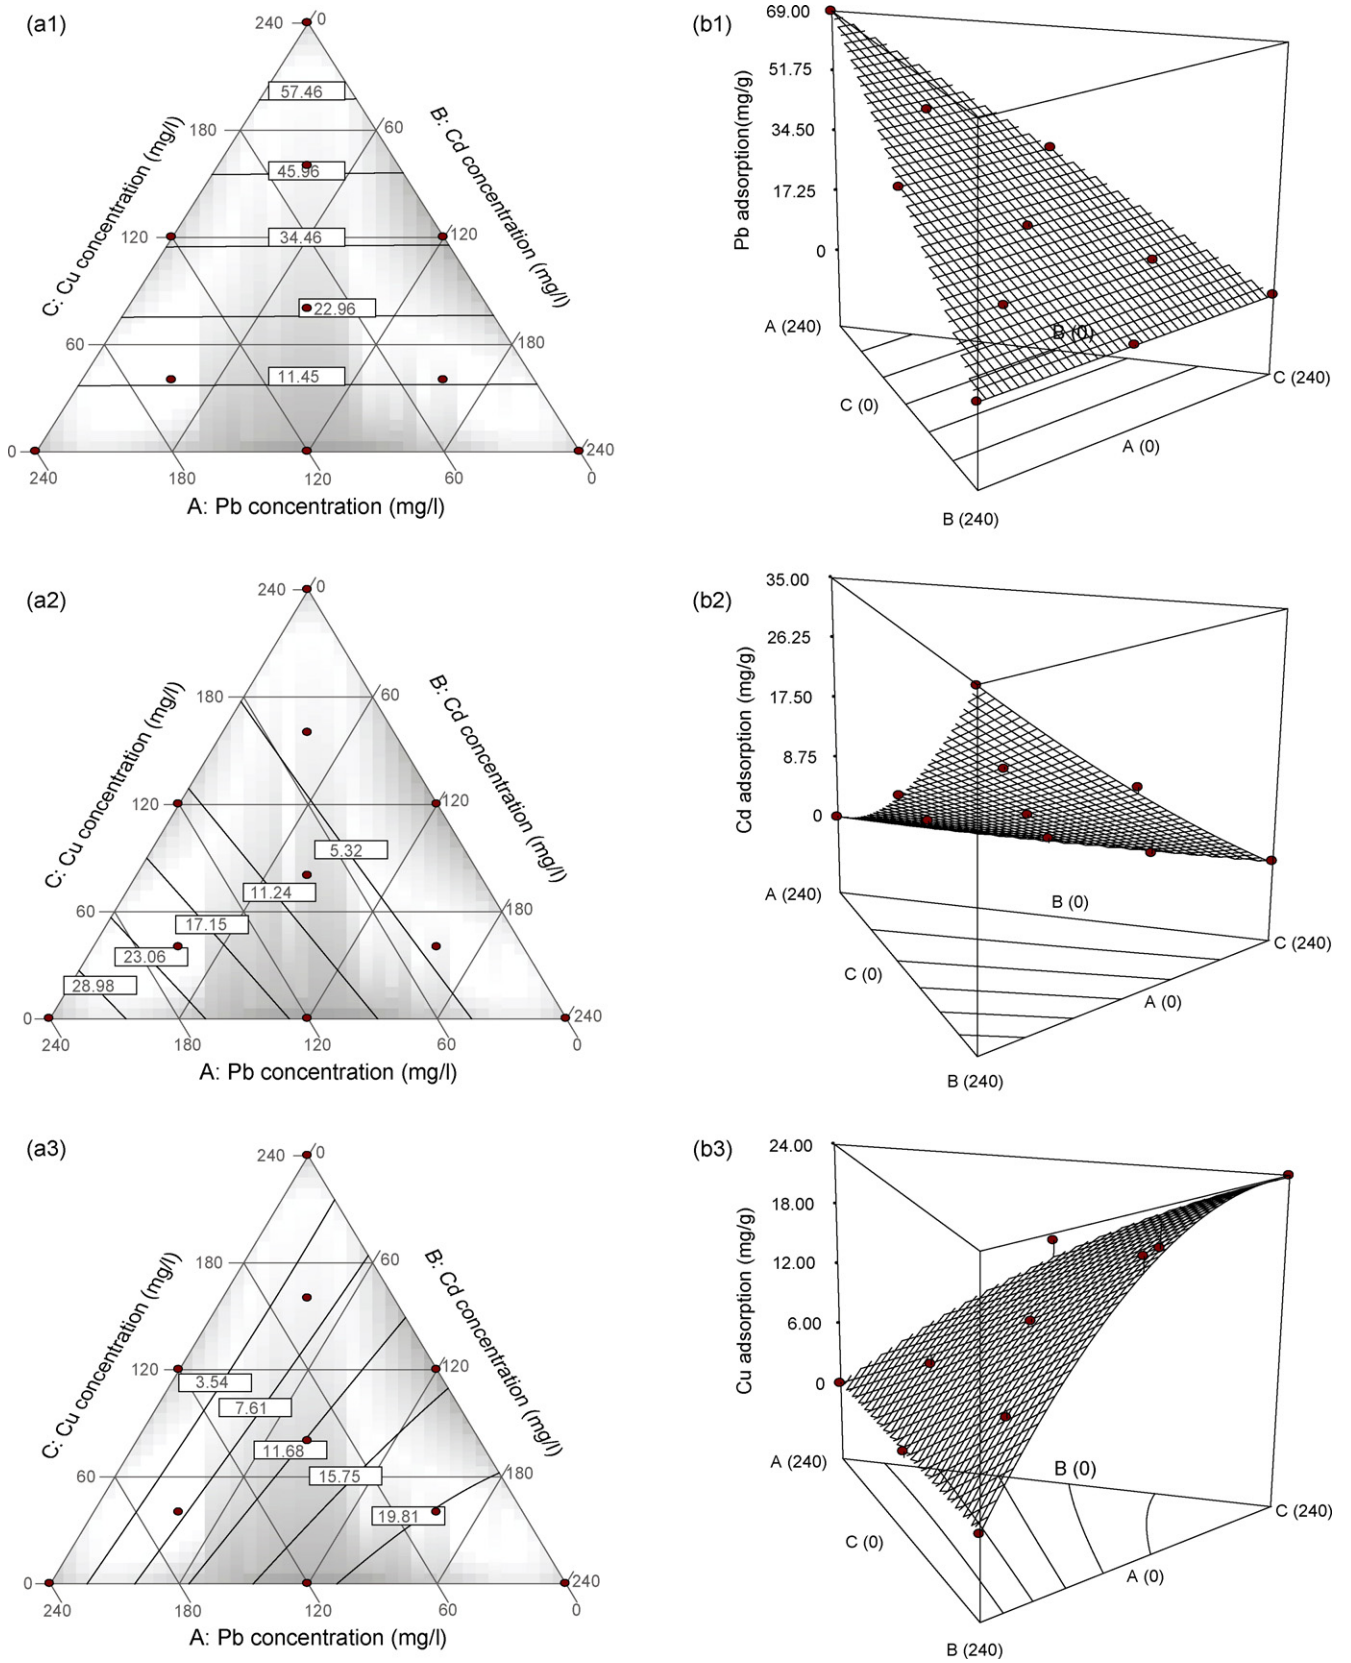 (a1)
240
0
57.46
180
60
45.96
120
34.46
120
22.96
60
180
11.45
0
240
240
180
120
60
0
C: Cu concentration (mg/l)
B: Cd concentration (mg/l)
A: Pb concentration (mg/l)
(b1)
69.00
51.75
34.50
17.25
0
Pb adsorption(mg/g)
A (240)
B (0)
C (240)
C (0)
A (0)
B (240)
(a2)
240
0
180
60
120
120
5.32
11.24
60
180
17.15
23.06
28.98
0
240
240
180
120
60
0
C: Cu concentration (mg/l)
B: Cd concentration (mg/l)
A: Pb concentration (mg/l)
(b2)
35.00
26.25
17.50
8.75
0
Cd adsorption (mg/g)
A (240)
B (0)
C (240)
C (0)
A (0)
B (240)
(a3)
240
0
180
60
120
120
3.54
7.61
11.68
15.75
60
180
19.81
0
240
240
180
120
60
0
C: Cu concentration (mg/l)
B: Cd concentration (mg/l)
A: Pb concentration (mg/l)
(b3)
24.00
18.00
12.00
6.00
0
Cu adsorption (mg/g)
A (240)
B (0)
C (240)
C (0)
A (0)
B (240)